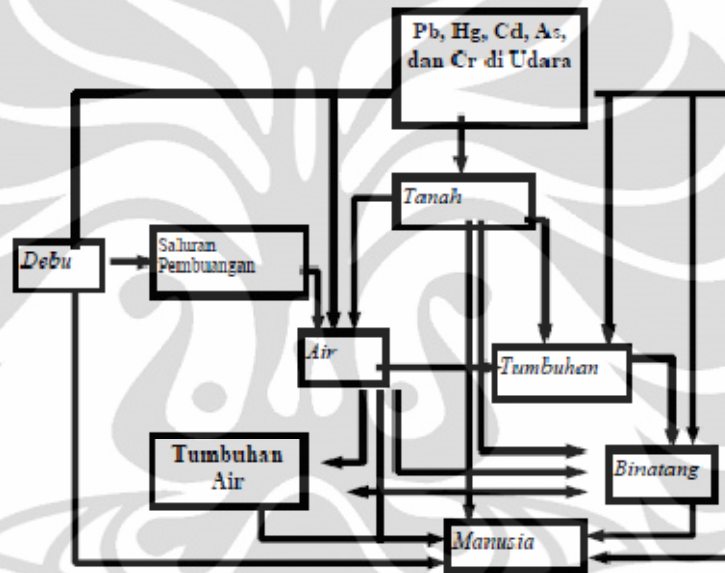 Pb, Hg, Cd, As,
dan Cr di Udara
Tanah
Debu
Saluran
Pembuangan
Air
Tumbuhan
Tumbuhan
Air
Binatang
Manusia